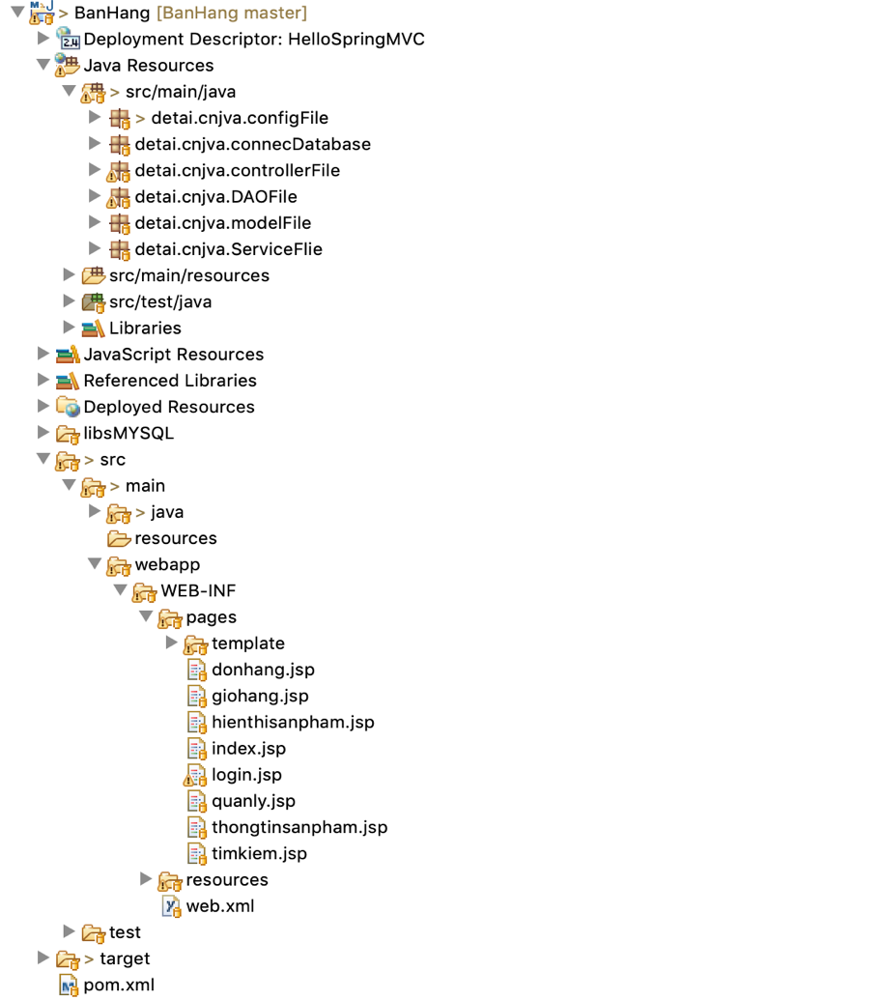 > BanHang [BanHang master]
Deployment Descriptor: HelloSpringMVC
Java Resources
> src/main/java
> detai.cnjva.configFile
detai.cnjva.connecDatabase
detai.cnjva.controllerFile
detai.cnjva.DAOFile
detai.cnjva.modelFile
detai.cnjva.ServiceFlie
src/main/resources
src/test/java
Libraries
JavaScript Resources
Referenced Libraries
Deployed Resources
libsMYSQL
> src
> main
> java
resources
webapp
WEB-INF
pages
template
donhang.jsp
giohang.jsp
hienthisanpham.jsp
index.jsp
login.jsp
quanly.jsp
thongtinsanpham.jsp
timkiem.jsp
resources
web.xml
test
> target
pom.xml